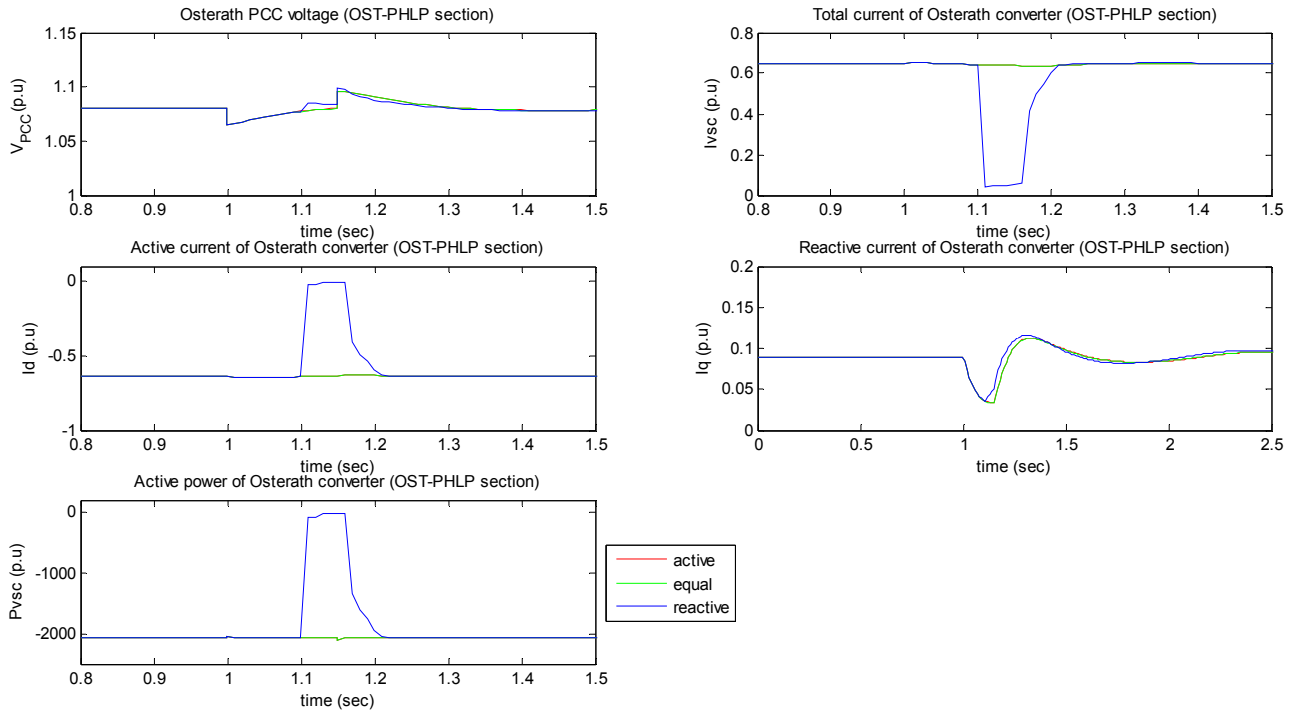 Osterath PCC voltage (OST-PHLP section)
1.15
1.1
1.05
1
V_PCC (p.u)
0.8 0.9 1 1.1 1.2 1.3 1.4 1.5
time (sec)
Total current of Osterath converter (OST-PHLP section)
0.8
0.6
0.4
0.2
0
Ivsc (p.u)
0.8 0.9 1 1.1 1.2 1.3 1.4 1.5
time (sec)
Active current of Osterath converter (OST-PHLP section)
0
-0.5
-1
Id (p.u)
0.8 0.9 1 1.1 1.2 1.3 1.4 1.5
time (sec)
Reactive current of Osterath converter (OST-PHLP section)
0.2
0.15
0.1
0.05
0
Iq (p.u)
0 0.5 1 1.5 2 2.5
time (sec)
Active power of Osterath converter (OST-PHLP section)
0
-1000
-2000
Pvsc (p.u)
0.8 0.9 1 1.1 1.2 1.3 1.4 1.5
time (sec)
active
equal
reactive